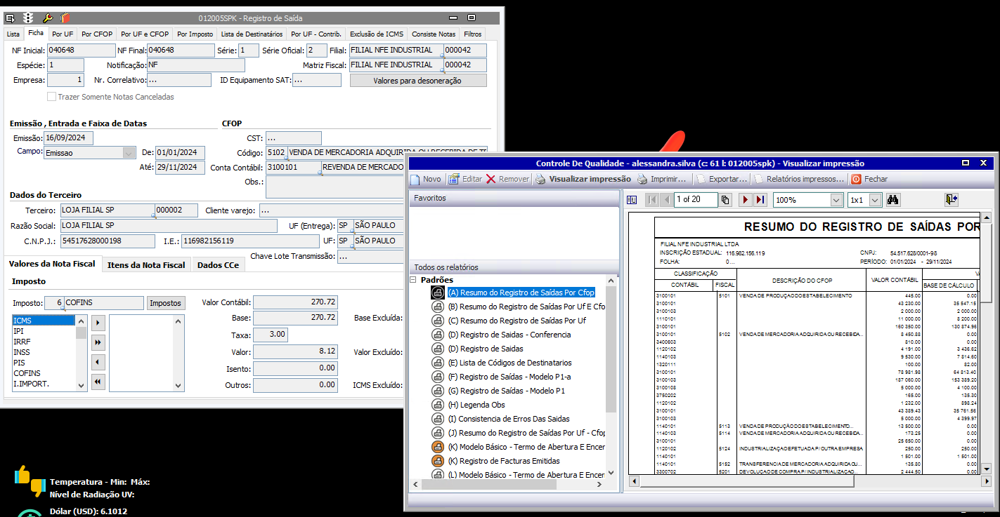 012005SPK - Registro de Saída
Lista Ficha Por UF Por CFOP Por UF e CFOP Por Imposto Lista de Destinatários Por UF - Contrib. Exclusão de ICMS Consiste Notas Filtros
NF Inicial: 040648 NF Final: 040648 Série: 1 Série Oficial: 2 Filial: FILIAL NFE INDUSTRIAL 000042
Espécie: 1 Notificação: NF Matriz Fiscal: FILIAL NFE INDUSTRIAL 000042
Empresa: 1 Nr. Correlativo: ... ID Equipamento SAT: ... Valores para desoneração
Trazer Somente Notas Canceladas
Emissão , Entrada e Faixa de Datas CFOP
Emissão: 16/09/2024 CST: ...
Campo: Emissao De: 01/01/2024 Código: 5102 VENDA DE MERCADORIA ADQUIRIDA OU RECEBIDA DE TE
Até: 29/11/2024 Conta Contábil: 3100101 REVENDA DE MERCADO
Obs.:
Dados do Terceiro
Terceiro: LOJA FILIAL SP 000002 Cliente varejo: ...
Razão Social: LOJA FILIAL SP UF (Entrega): SP SÃO PAULO
C.N.P.J.: 54517628000198 I.E.: 116982156119 UF: SP SÃO PAULO
Chave Lote Transmissão: ...
Valores da Nota Fiscal Itens da Nota Fiscal Dados CCe
Imposto
Imposto: 6 COFINS Impostos Valor Contábil: 270.72
Base: 270.72 Base Excluída:
Taxa: 3.00
Valor: 8.12 Valor Excluído:
Isento: 0.00
Outros: 0.00 ICMS Excluído:
ICMS
IPI
IRRF
INSS
PIS
COFINS
I.IMPORT.
Temperatura - Min: Máx:
Nível de Radiação UV:
Dólar (USD): 6.1012
Controle De Qualidade - alessandra.silva (c: 61 l: 012005spk) - Visualizar impressão
Novo Editar Remover Visualizar impressão Imprimir... Exportar... Relatórios impressos... Fechar
Favoritos
Todos os relatórios
Padrões
(A) Resumo do Registro de Saídas Por Cfop
(B) Resumo do Registro de Saídas Por Uf E Cfo
(C) Resumo do Registro de Saídas Por Uf
(D) Registro de Saidas - Conferencia
(D) Registro de Saidas
(E) Lista de Códigos de Destinatarios
(F) Registro de Saídas - Modelo P1-a
(G) Registro de Saídas - Modelo P1
(H) Legenda Obs
(I) Consistencia de Erros Das Saidas
(J) Resumo do Registro de Saídas Por Uf - Cfop
(K) Modelo Básico - Termo de Abertura E Encer
(K) Registro de Facturas Emitidas
(L) Modelo Básico - Termo de Abertura E Encer
1 of 20 100% 1x1
RESUMO DO REGISTRO DE SAÍDAS POR
FILIAL NFE INDUSTRIAL LTDA
INSCRIÇÃO ESTADUAL: 116.982.156.119 CNPJ: 54.517.628/0001-98
FOLHA: 0... PERÍODO: 01/01/2024 - 29/11/2024
CLASSIFICAÇÃO DESCRIÇÃO DO CFOP VALOR CONTÁBIL
CONTÁBIL FISCAL BASE DE CÁLCULO
3100101 5101 VENDA DE PRODUÇAO DO ESTABELECIMENTO 445.00 0.00
3100101 43 230.00 35 547.15
3100103 2 000.00 2 000.00
1110101 11 000.00 8 200.00
3100101 160 350.00 130 874.96
3100101 5102 VENDA DE MERCADORIA ADQUIRIDA OU RECEBIDA... 8 450.88 0.00
3400603 810.00 0.00
1120102 4 191.00 3 436.62
1140103 9 530.00 7 814.60
1320111 100.00 82.00
3100101 78 981.98 64 813.40
3100103 187 060.00 153 389.20
3100108 5 000.00 4 100.00
3750202 165.00 135.30
1120102 1 232.00 898.24
3100101 43 389.43 35 761.56
3100103 5 000.00 4 399.97
1140101 5113 VENDA DE PRODUÇÃO DO ESTABELECIMENTO... 13 500.00 0.00
1140103 5114 VENDA DE MERCADORIA ADQUIRIDA OU RECEBIDA... 173.25 0.00
3100101 25 850.00 0.00
1120102 5124 INDUSTRIALIZAÇAO EFETUADA P/ OUTRA EMPRESA 250.00 250.00
1140101 1 501.00 1 501.00
1140101 5152 TRANSFERENCIA DE MERCADORIA ADQUIRIDA OU... 135.80 0.00
3300702 5201 DEVOLUÇAO DE COMPRA P/ INDUSTRIALIZAÇAO... 2 444.50 0.00